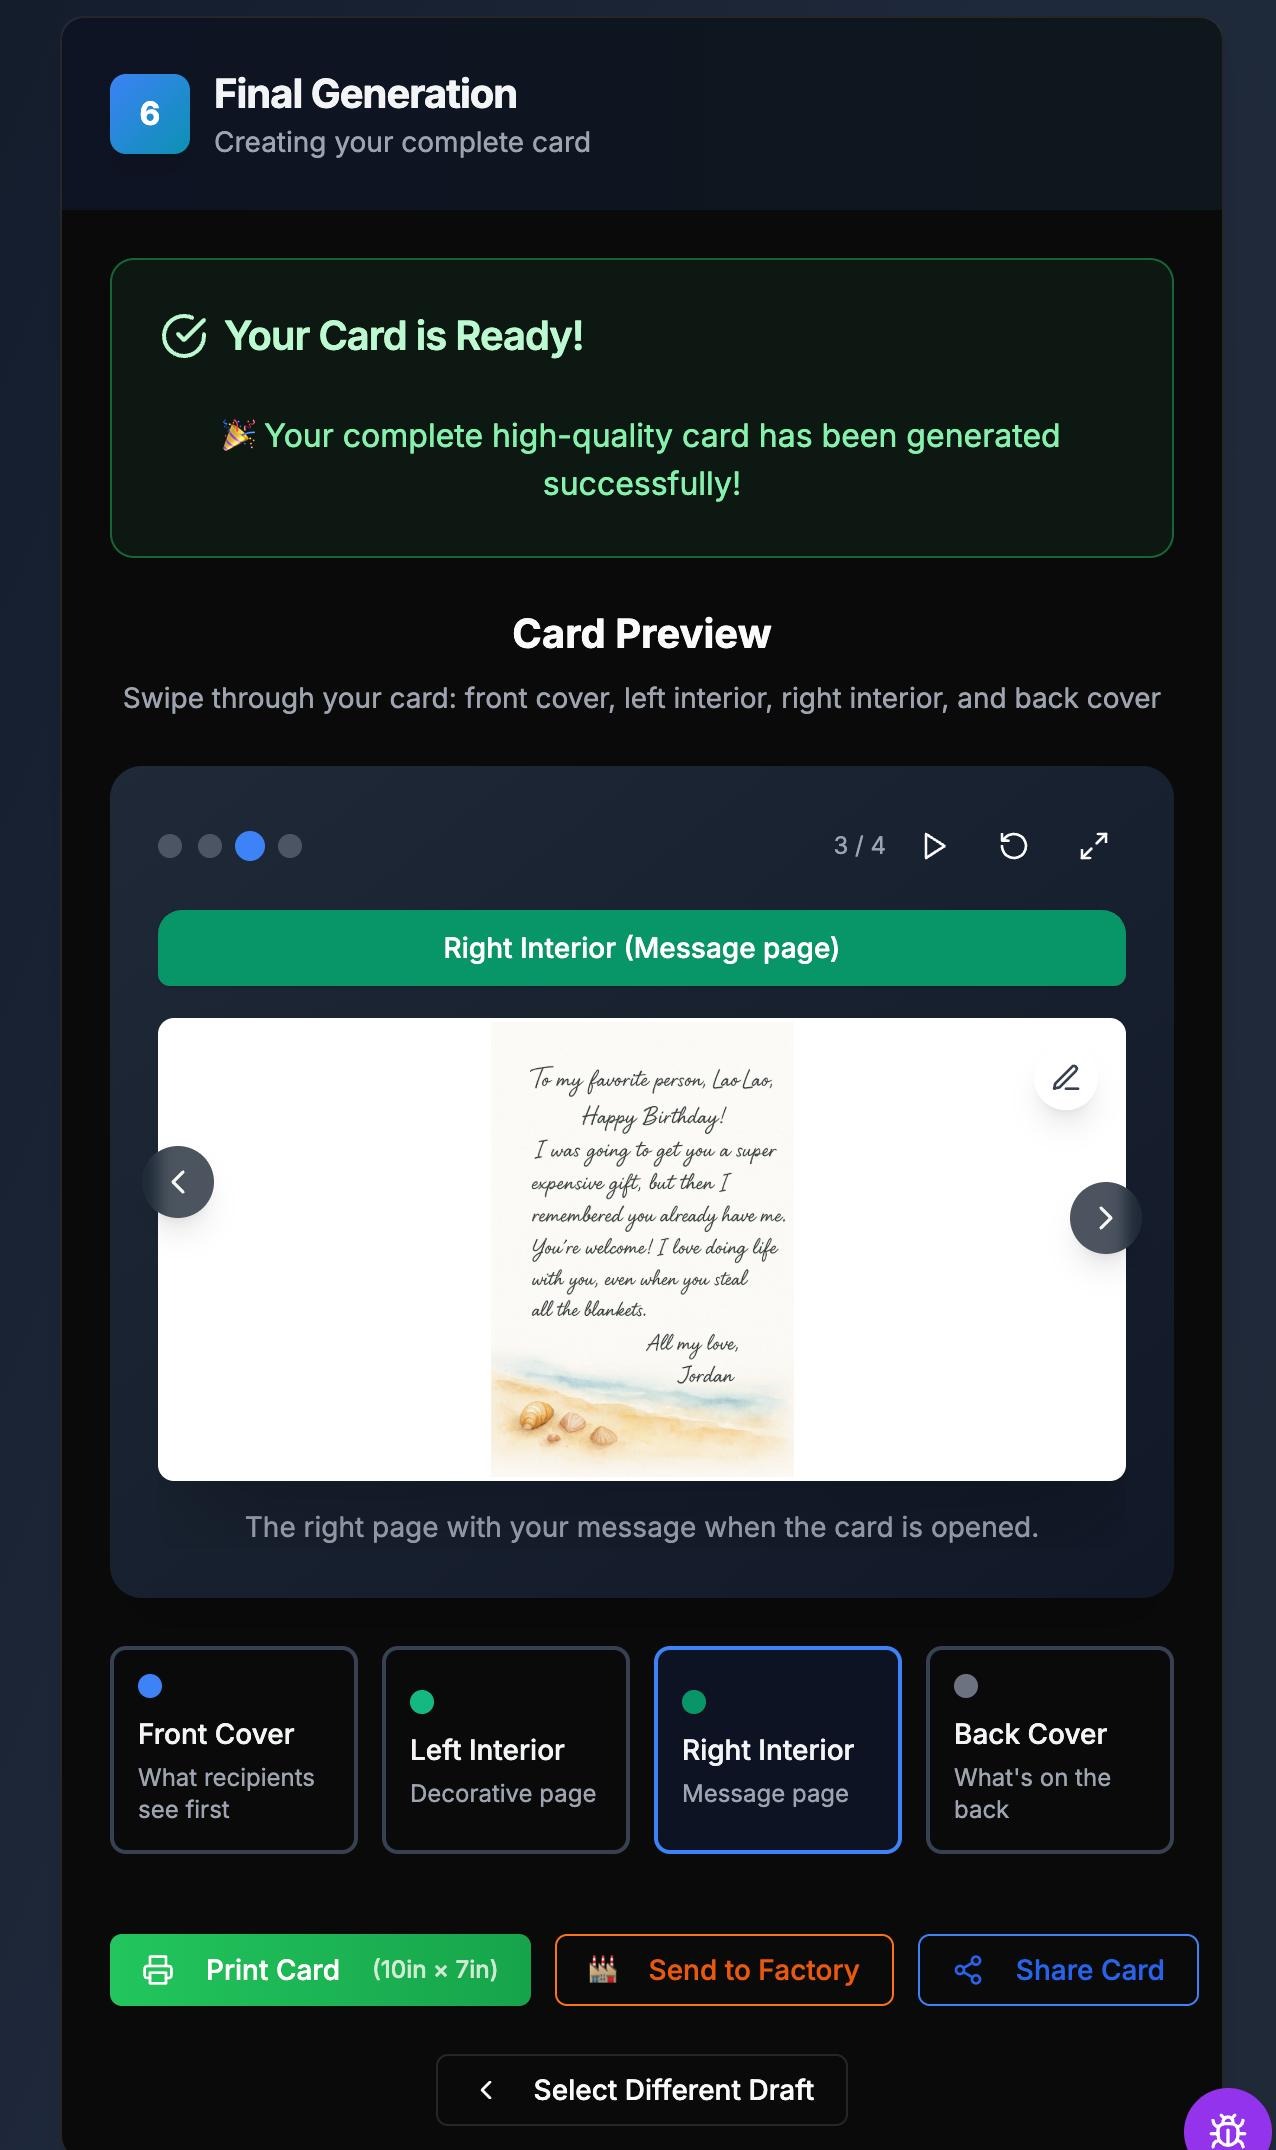 6
Final Generation
Creating your complete card
Your Card is Ready!
🎉 Your complete high-quality card has been generated
successfully!
Card Preview
Swipe through your card: front cover, left interior, right interior, and back cover
3 / 4
Right Interior (Message page)
To my favorite person, Lao Lao,
Happy Birthday!
I was going to get you a super
expensive gift, but then I
remembered you already have me.
You're welcome! I love doing life
with you, even when you steal
all the blankets.
All my love,
Jordan
The right page with your message when the card is opened.
Front Cover
What recipients
see first
Left Interior
Decorative page
Right Interior
Message page
Back Cover
What's on the
back
Print Card (10in × 7in)
Send to Factory
Share Card
Select Different Draft